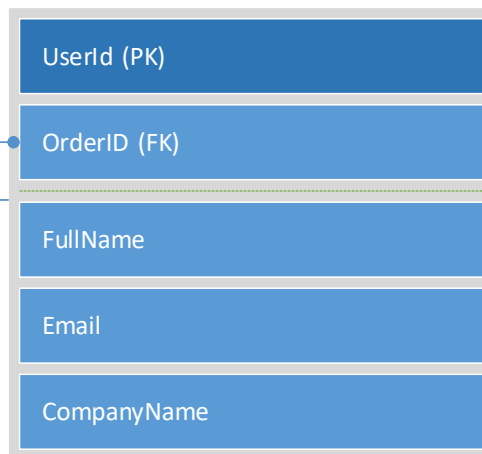 UserId (PK)
OrderID (FK)
FullName
Email
CompanyName